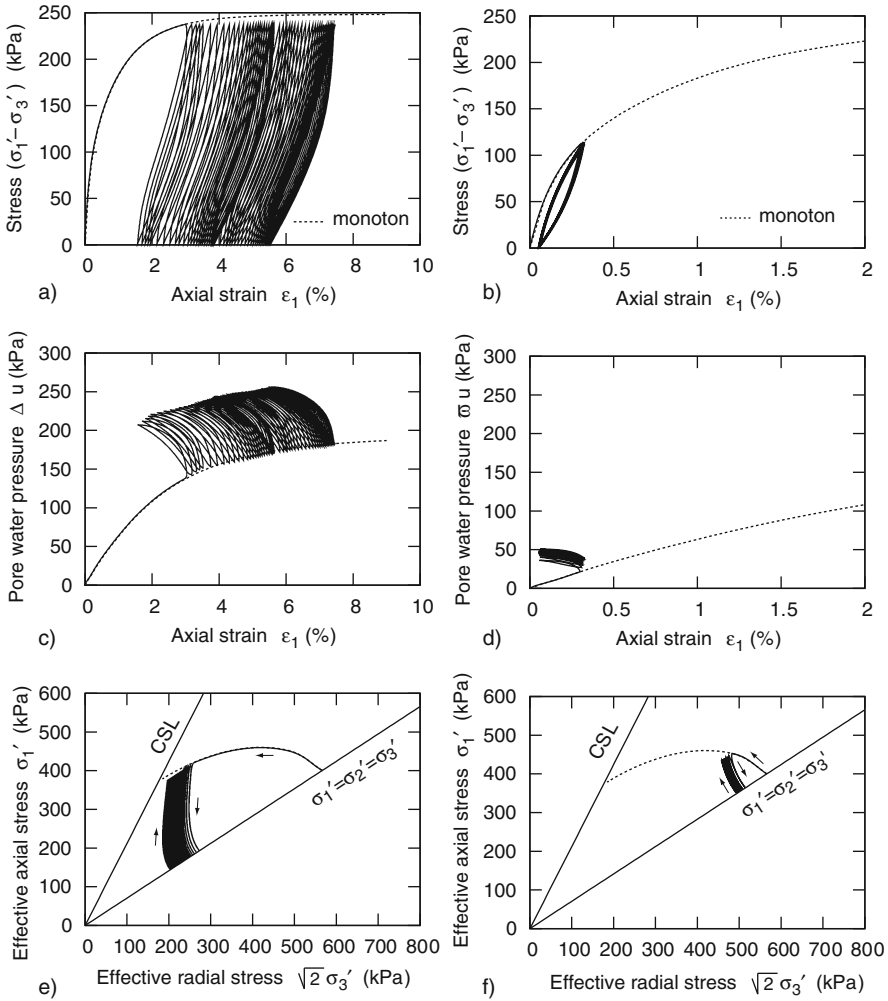 250
200
150
100
50
0
Stress (σ₁′−σ₃′) (kPa)
monoton
0 2 4 6 8 10
a) Axial strain ε₁ (%)
250
200
150
100
50
0
Stress (σ₁′−σ₃′) (kPa)
monoton
0 0.5 1 1.5 2
b) Axial strain ε₁ (%)
300
250
200
150
100
50
0
Pore water pressure Δ u (kPa)
0 2 4 6 8 10
c) Axial strain ε₁ (%)
300
250
200
150
100
50
0
Pore water pressure ϖ u (kPa)
0 0.5 1 1.5 2
d) Axial strain ε₁ (%)
600
500
400
300
200
100
0
Effective axial stress σ₁′ (kPa)
CSL
σ₁′=σ₂′=σ₃′
0 100 200 300 400 500 600 700 800
e) Effective radial stress √2 σ₃′ (kPa)
600
500
400
300
200
100
0
Effective axial stress σ₁′ (kPa)
CSL
σ₁′=σ₂′=σ₃′
0 100 200 300 400 500 600 700 800
f) Effective radial stress √2 σ₃′ (kPa)